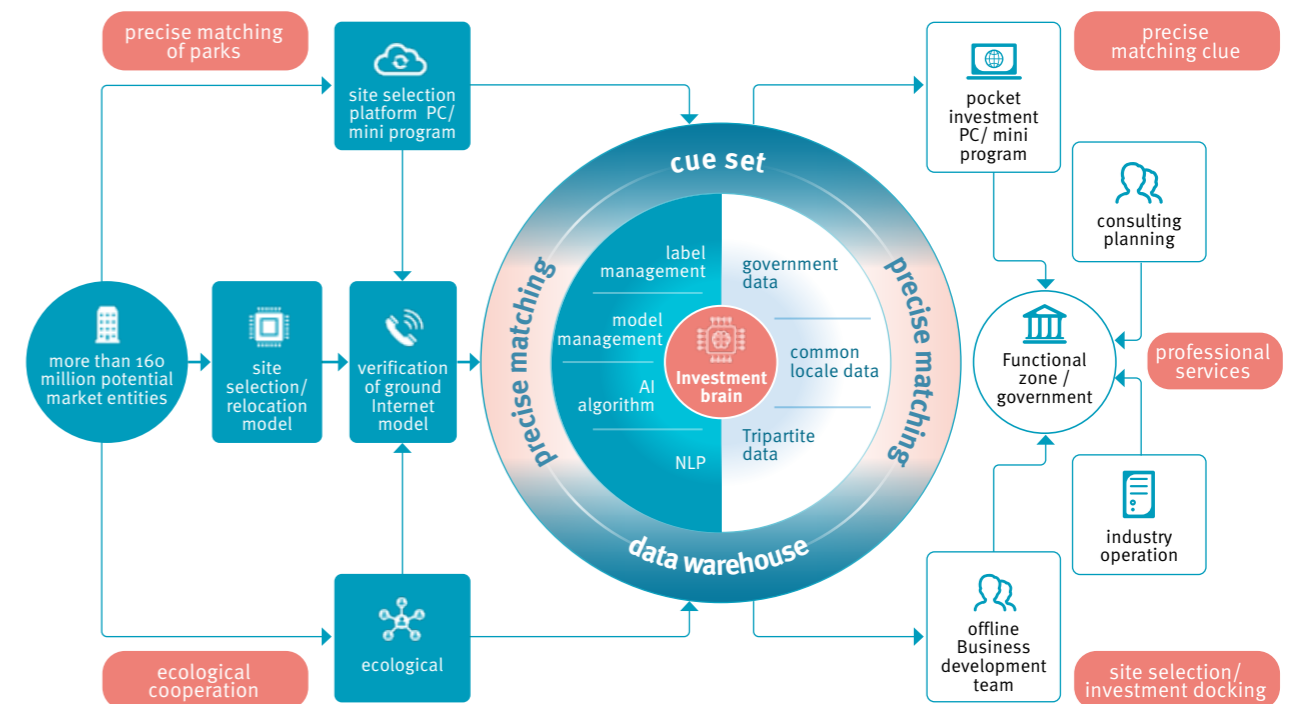 precise matching
of parks
site selection
platform PC/
mini program
more than 160
million potential
market entities
site
selection/
relocation
model
verification
of ground
Internet
model
ecological
ecological
cooperation
cue set
precise matching
precise matching
data warehouse
label
management
model
management
AI
algorithm
NLP
Investment
brain
government
data
common
locale data
Tripartite
data
pocket
investment
PC/ mini
program
precise
matching clue
consulting
planning
Functional
zone /
government
professional
services
industry
operation
offline
Business
development
team
site selection/
investment docking